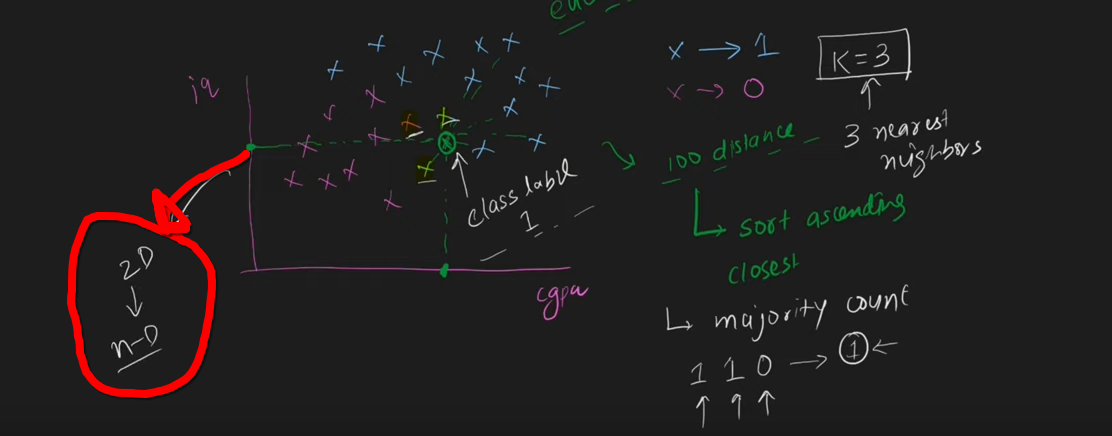 iq
cgpa
2D
↓
n-D
class label
1
x → 1
x → 0
K=3
3 nearest
neighbors
100 distance
↳ sort ascending
closest
↳ majority count
1 1 0 → 1 ←